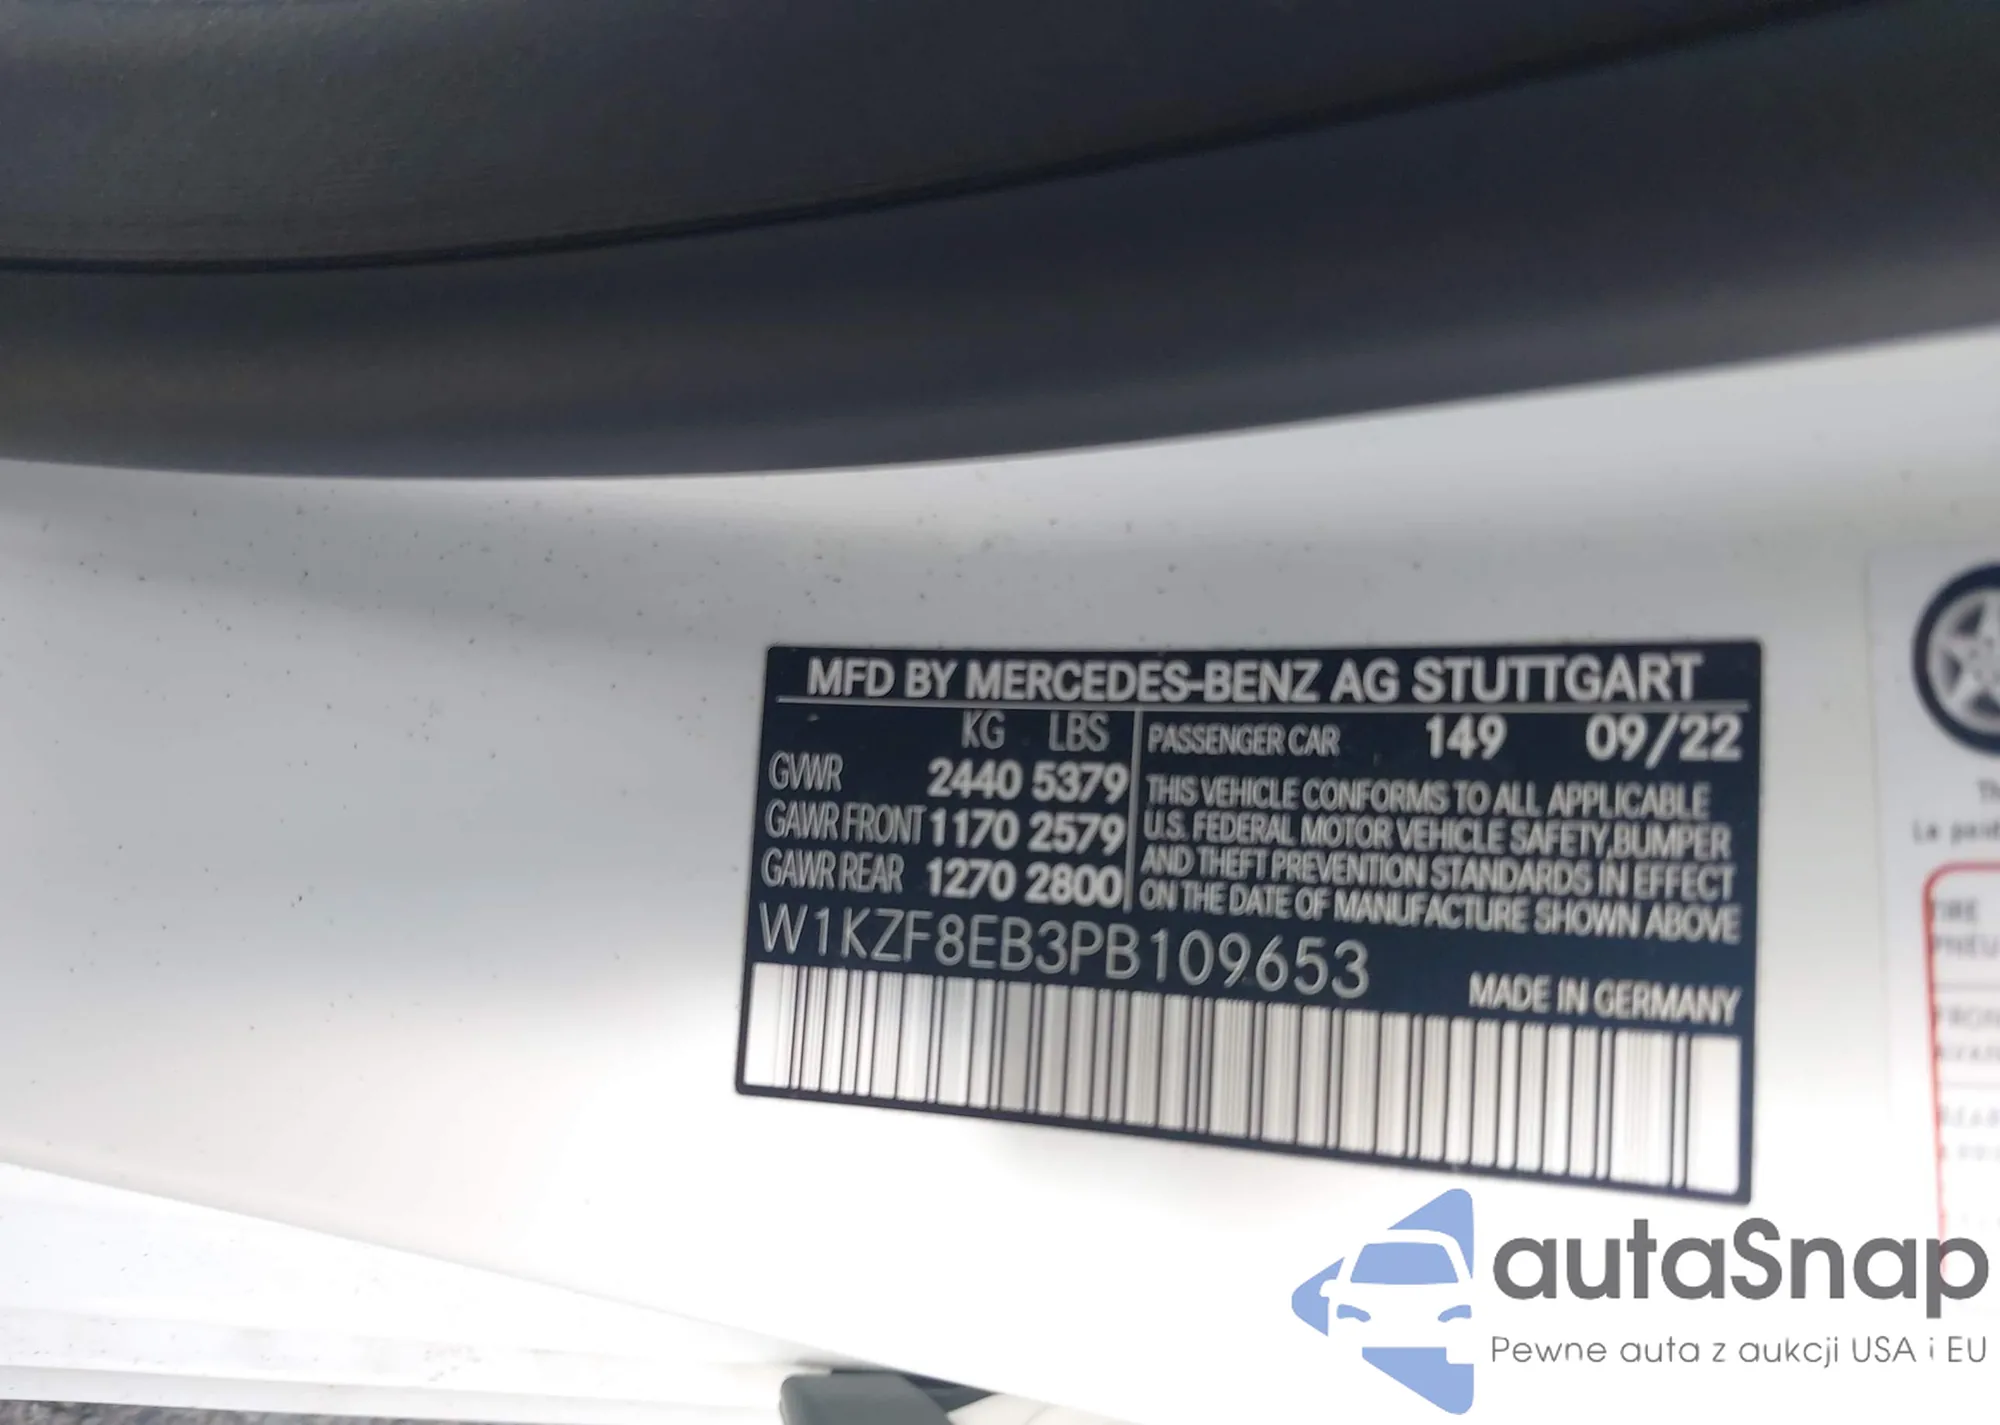 MFD BY MERCEDES-BENZ AG STUTTGART
KG LBS
GVWR 2440 5379
GAWR FRONT 1170 2579
GAWR REAR 1270 2800
PASSENGER CAR 149 09/22
THIS VEHICLE CONFORMS TO ALL APPLICABLE
U.S. FEDERAL MOTOR VEHICLE SAFETY,BUMPER
AND THEFT PREVENTION STANDARDS IN EFFECT
ON THE DATE OF MANUFACTURE SHOWN ABOVE
W1KZF8EB3PB109653
MADE IN GERMANY
La
autaSnap
Pewne auta z aukcji USA i EU